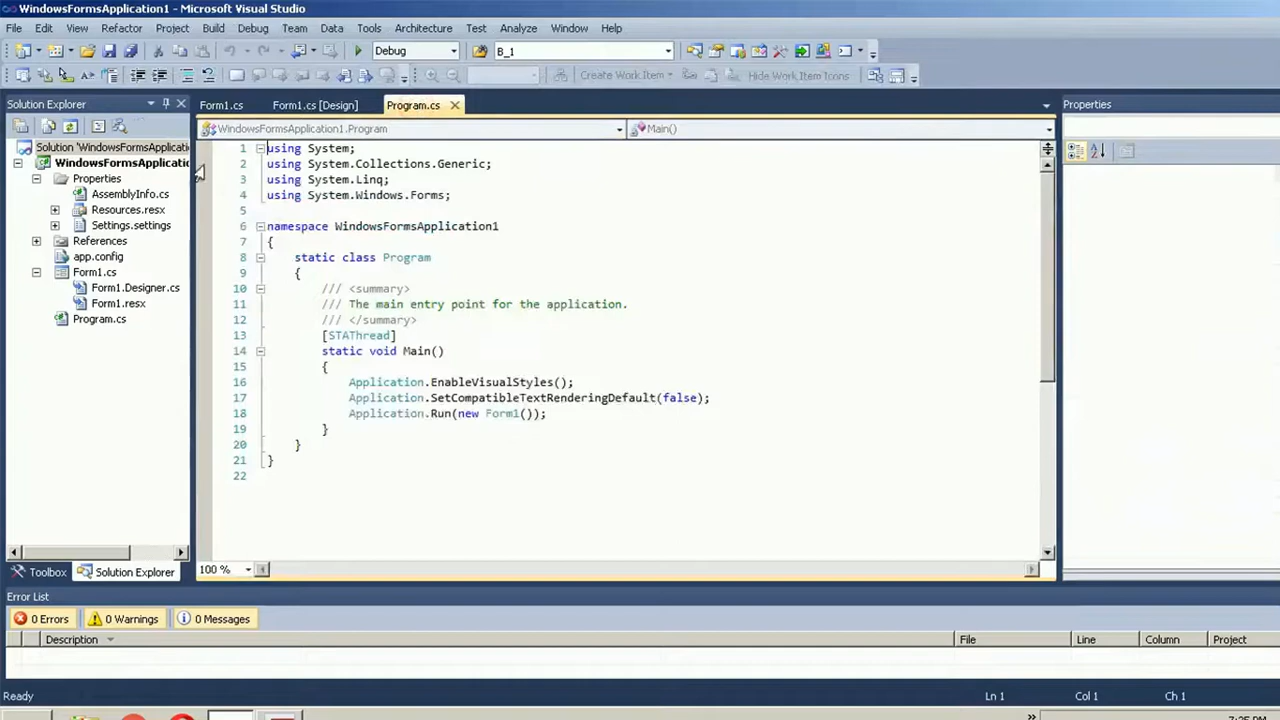 WindowsFormsApplication1 - Microsoft Visual Studio
File Edit View Refactor Project Build Debug Team Data Tools Architecture Test Analyze Window Help
Debug B_1
Create Work Item Hide Work Item Icons
Solution Explorer Form1.cs Form1.cs [Design] Program.cs Properties
WindowsFormsApplication1.Program Main()
Solution 'WindowsFormsApplicati
WindowsFormsApplicatio
Properties
AssemblyInfo.cs
Resources.resx
Settings.settings
References
app.config
Form1.cs
Form1.Designer.cs
Form1.resx
Program.cs
1 using System;
2 using System.Collections.Generic;
3 using System.Linq;
4 using System.Windows.Forms;
5
6 namespace WindowsFormsApplication1
7 {
8 static class Program
9 {
10 /// <summary>
11 /// The main entry point for the application.
12 /// </summary>
13 [STAThread]
14 static void Main()
15 {
16 Application.EnableVisualStyles();
17 Application.SetCompatibleTextRenderingDefault(false);
18 Application.Run(new Form1());
19 }
20 }
21 }
22
100 %
Toolbox Solution Explorer
Error List
0 Errors 0 Warnings 0 Messages
Description File Line Column Project
Ready Ln 1 Col 1 Ch 1